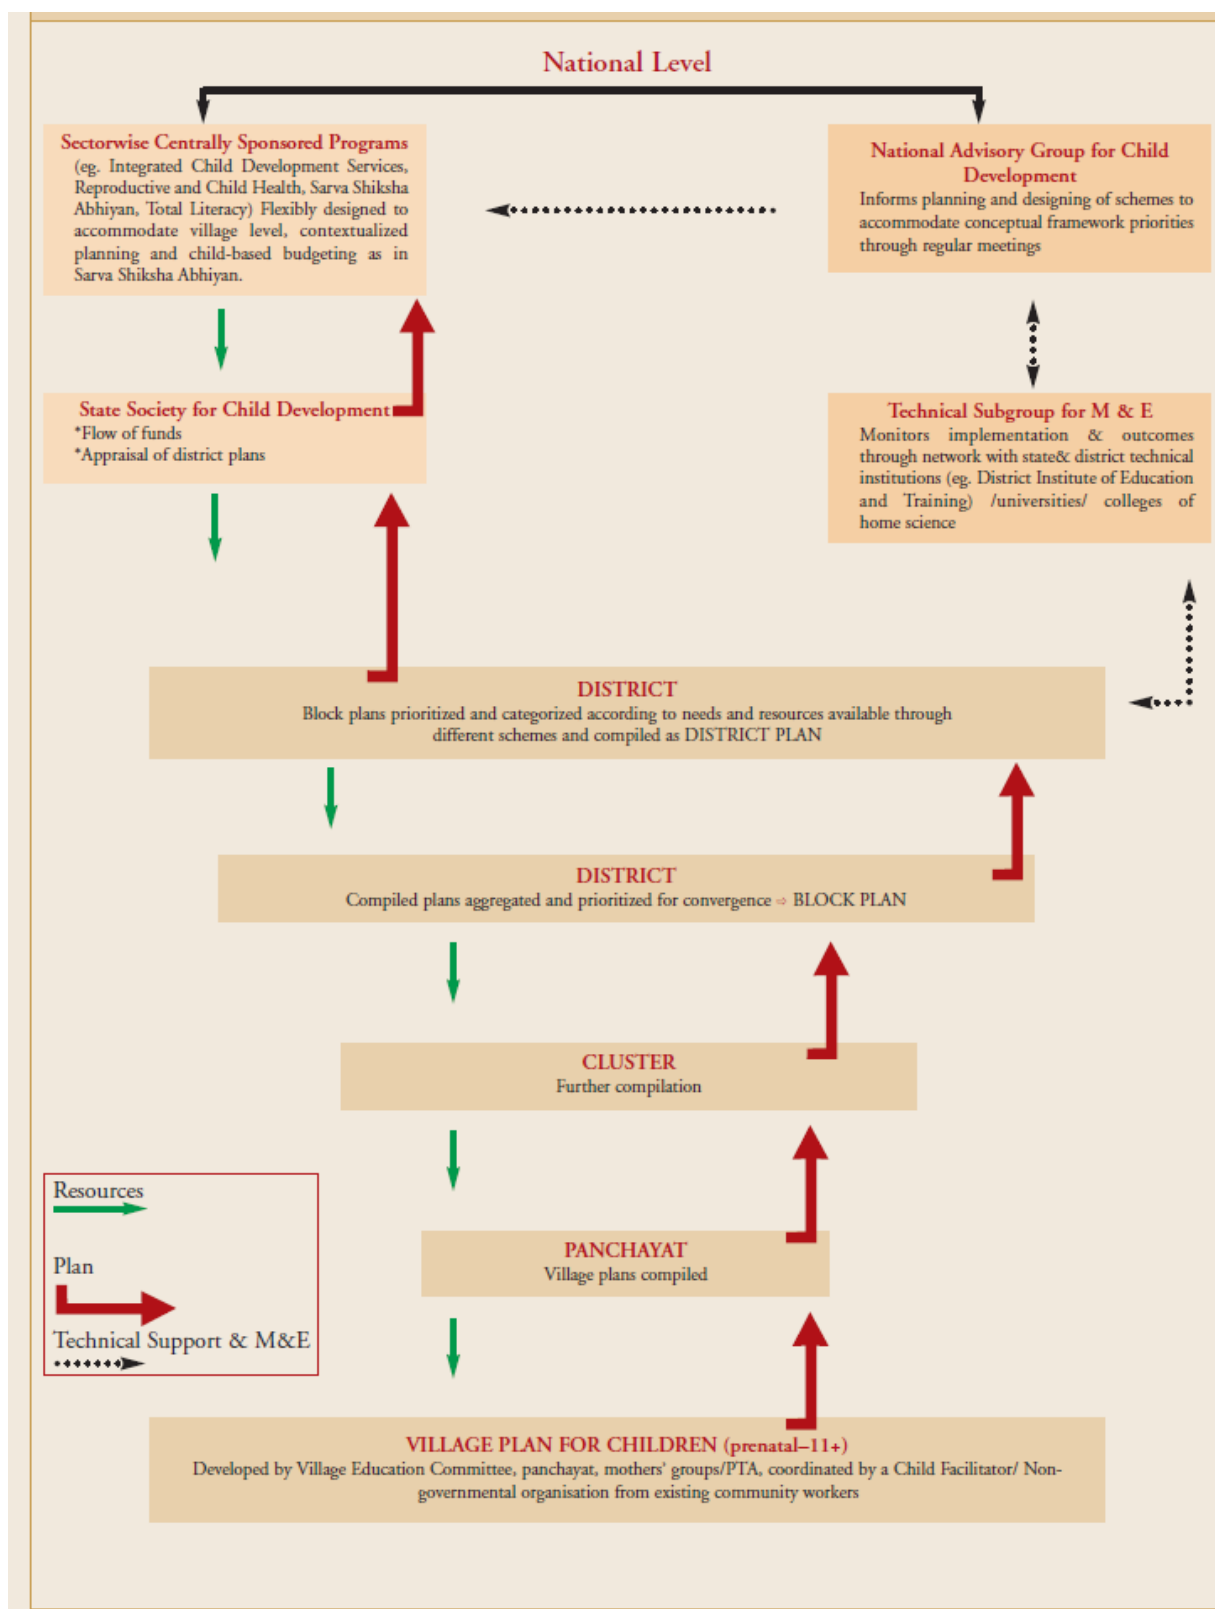 National Level
Sectorwise Centrally Sponsored Programs
(eg. Integrated Child Development Services,
Reproductive and Child Health, Sarva Shiksha
Abhiyan, Total Literacy) Flexibly designed to
accommodate village level, contextualized
planning and child-based budgeting as in
Sarva Shiksha Abhiyan.
National Advisory Group for Child
Development
Informs planning and designing of schemes to
accommodate conceptual framework priorities
through regular meetings
State Society for Child Development
*Flow of funds
*Appraisal of district plans
Technical Subgroup for M & E
Monitors implementation & outcomes
through network with state& district technical
institutions (eg. District Institute of Education
and Training) /universities/ colleges of
home science
DISTRICT
Block plans prioritized and categorized according to needs and resources available through
different schemes and compiled as DISTRICT PLAN
DISTRICT
Compiled plans aggregated and prioritized for convergence ⇨ BLOCK PLAN
CLUSTER
Further compilation
PANCHAYAT
Village plans compiled
Resources
Plan
Technical Support & M&E
VILLAGE PLAN FOR CHILDREN (prenatal–11+)
Developed by Village Education Committee, panchayat, mothers' groups/PTA, coordinated by a Child Facilitator/ Non-
governmental organisation from existing community workers